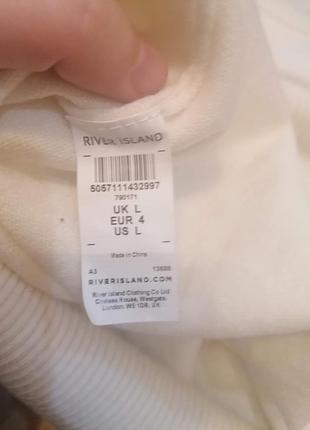 RIVER ISLAND
5057111432997
790171
UK L
EUR 4
US L
Made in China
A3 13688
RIVERISLAND.COM
River Island Clothing Co Ltd
Chelsea House, Westgate,
London. W5 1DR, UK